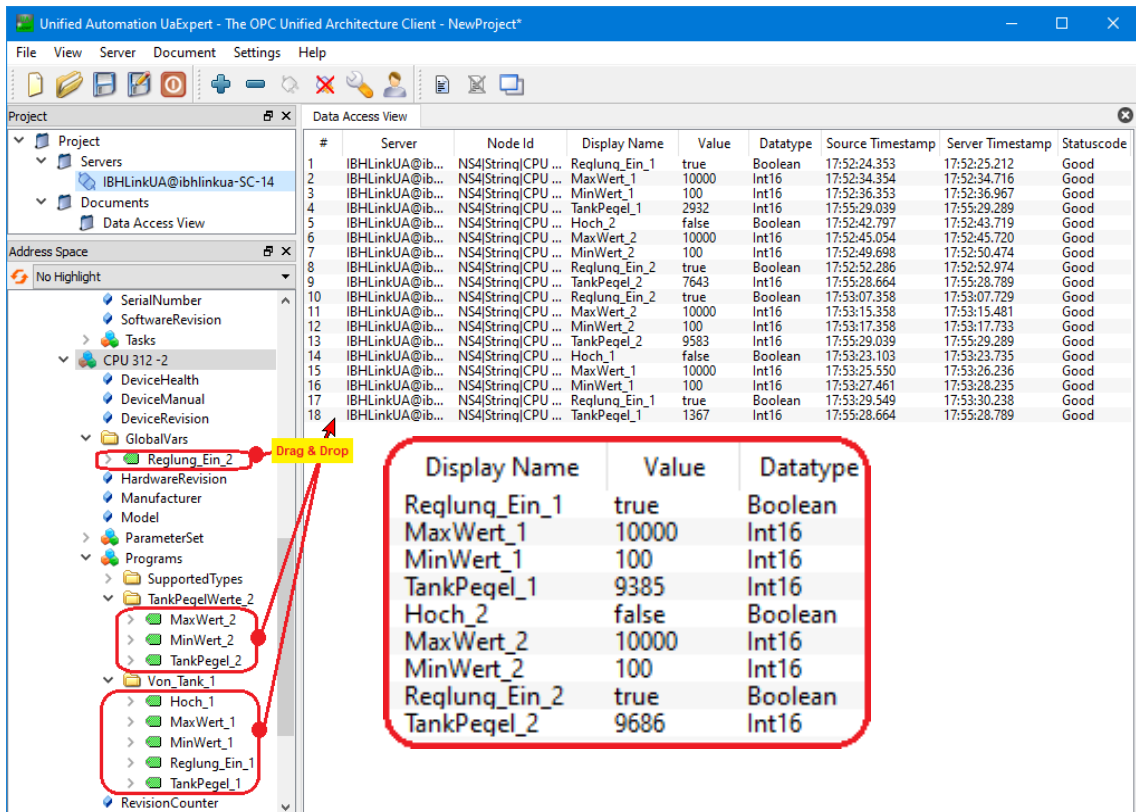 Unified Automation UaExpert - The OPC Unified Architecture Client - NewProject*
File View Server Document Settings Help
Project
Project
Servers
IBHLinkUA@ibhlinkua-SC-14
Documents
Data Access View
Address Space
No Highlight
SerialNumber
SoftwareRevision
Tasks
CPU 312 -2
DeviceHealth
DeviceManual
DeviceRevision
GlobalVars
Reglung_Ein_2
HardwareRevision
Manufacturer
Model
ParameterSet
Programs
SupportedTypes
TankPegelWerte_2
MaxWert_2
MinWert_2
TankPegel_2
Von_Tank_1
Hoch_1
MaxWert_1
MinWert_1
Reglung_Ein_1
TankPegel_1
RevisionCounter
Data Access View
# Server Node Id Display Name Value Datatype Source Timestamp Server Timestamp Statuscode
1 IBHLinkUA@ib... NS4|String|CPU ... Reglung_Ein_1 true Boolean 17:52:24.353 17:52:25.212 Good
2 IBHLinkUA@ib... NS4|String|CPU ... MaxWert_1 10000 Int16 17:52:34.354 17:52:34.716 Good
3 IBHLinkUA@ib... NS4|String|CPU ... MinWert_1 100 Int16 17:52:36.353 17:52:36.967 Good
4 IBHLinkUA@ib... NS4|String|CPU ... TankPegel_1 2932 Int16 17:55:29.039 17:55:29.289 Good
5 IBHLinkUA@ib... NS4|String|CPU ... Hoch_2 false Boolean 17:52:42.797 17:52:43.719 Good
6 IBHLinkUA@ib... NS4|String|CPU ... MaxWert_2 10000 Int16 17:52:45.054 17:52:45.720 Good
7 IBHLinkUA@ib... NS4|String|CPU ... MinWert_2 100 Int16 17:52:49.698 17:52:50.474 Good
8 IBHLinkUA@ib... NS4|String|CPU ... Reglung_Ein_2 true Boolean 17:52:52.286 17:52:52.974 Good
9 IBHLinkUA@ib... NS4|String|CPU ... TankPegel_2 7643 Int16 17:55:28.664 17:55:28.789 Good
10 IBHLinkUA@ib... NS4|String|CPU ... Reglung_Ein_2 true Boolean 17:53:07.358 17:53:07.729 Good
11 IBHLinkUA@ib... NS4|String|CPU ... MaxWert_2 10000 Int16 17:53:15.358 17:53:15.481 Good
12 IBHLinkUA@ib... NS4|String|CPU ... MinWert_2 100 Int16 17:53:17.358 17:53:17.733 Good
13 IBHLinkUA@ib... NS4|String|CPU ... TankPegel_2 9583 Int16 17:55:29.039 17:55:29.289 Good
14 IBHLinkUA@ib... NS4|String|CPU ... Hoch_1 false Boolean 17:53:23.103 17:53:23.735 Good
15 IBHLinkUA@ib... NS4|String|CPU ... MaxWert_1 10000 Int16 17:53:25.550 17:53:26.236 Good
16 IBHLinkUA@ib... NS4|String|CPU ... MinWert_1 100 Int16 17:53:27.461 17:53:28.235 Good
17 IBHLinkUA@ib... NS4|String|CPU ... Reglung_Ein_1 true Boolean 17:53:29.549 17:53:30.238 Good
18 IBHLinkUA@ib... NS4|String|CPU ... TankPegel_1 1367 Int16 17:55:28.664 17:55:28.789 Good
Drag & Drop
Display Name Value Datatype
Reglung_Ein_1 true Boolean
MaxWert_1 10000 Int16
MinWert_1 100 Int16
TankPegel_1 9385 Int16
Hoch_2 false Boolean
MaxWert_2 10000 Int16
MinWert_2 100 Int16
Reglung_Ein_2 true Boolean
TankPegel_2 9686 Int16